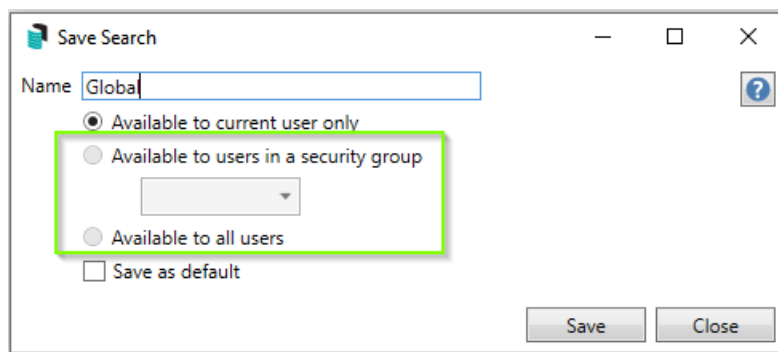 Save Search
Name Global
Available to current user only
Available to users in a security group
Available to all users
Save as default
Save Close